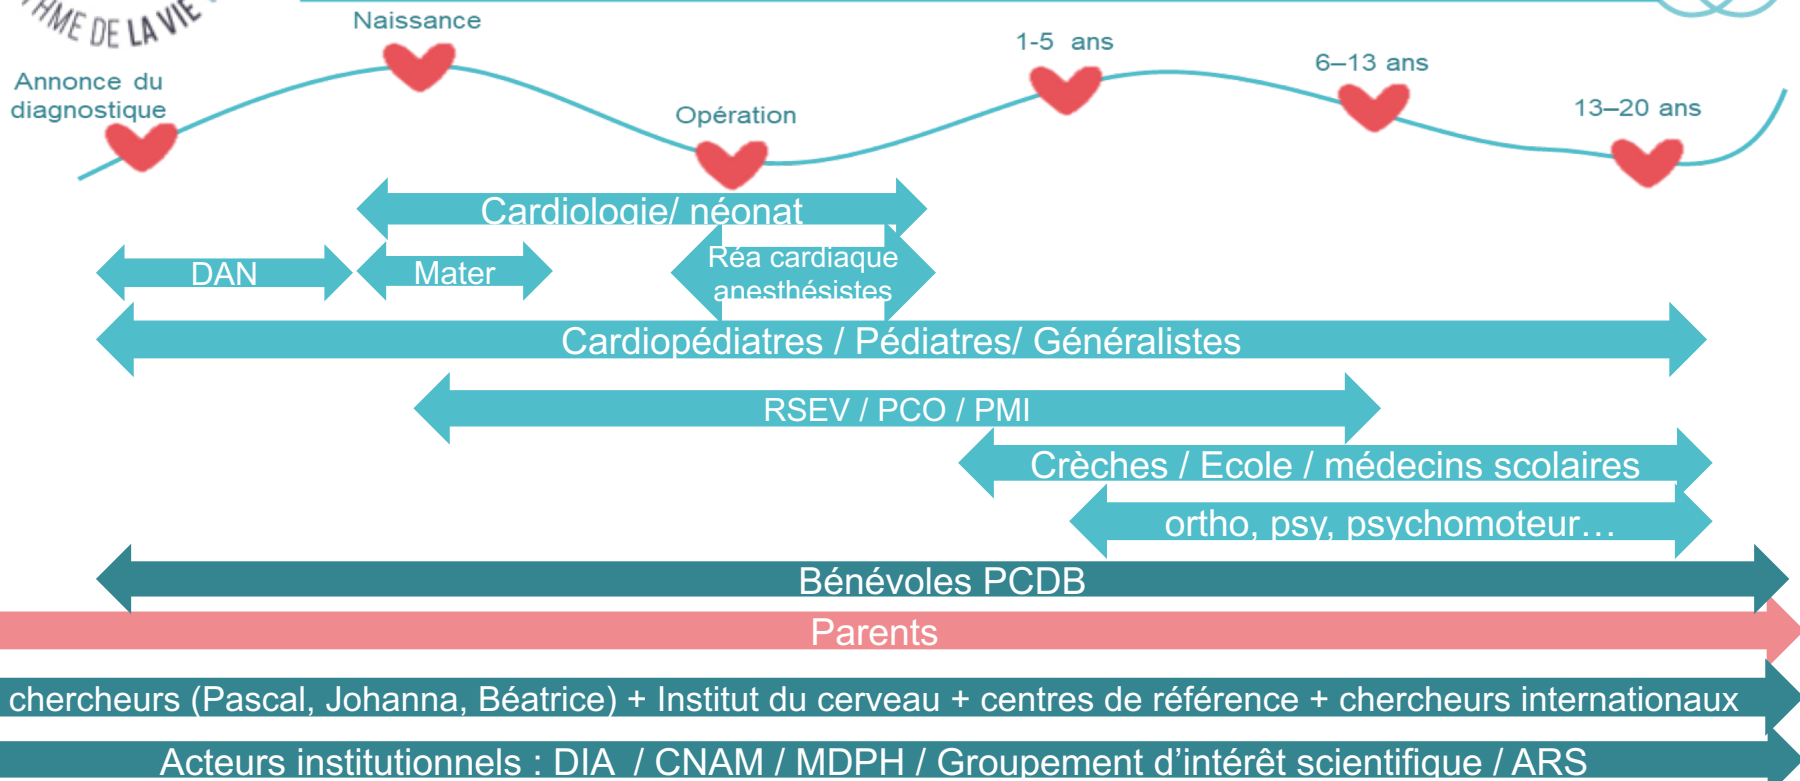 THME DE LA VIE
Naissance
1-5 ans
6–13 ans
Annonce du
diagnostique
Opération
13–20 ans
Cardiologie/ néonat
DAN
Mater
Réa cardiaque
anesthésistes
Cardiopédiatres / Pédiatres/ Généralistes
RSEV / PCO / PMI
Crèches / Ecole / médecins scolaires
ortho, psy, psychomoteur…
Bénévoles PCDB
Parents
chercheurs (Pascal, Johanna, Béatrice) + Institut du cerveau + centres de référence + chercheurs internationaux
Acteurs institutionnels : DIA / CNAM / MDPH / Groupement d’intérêt scientifique / ARS